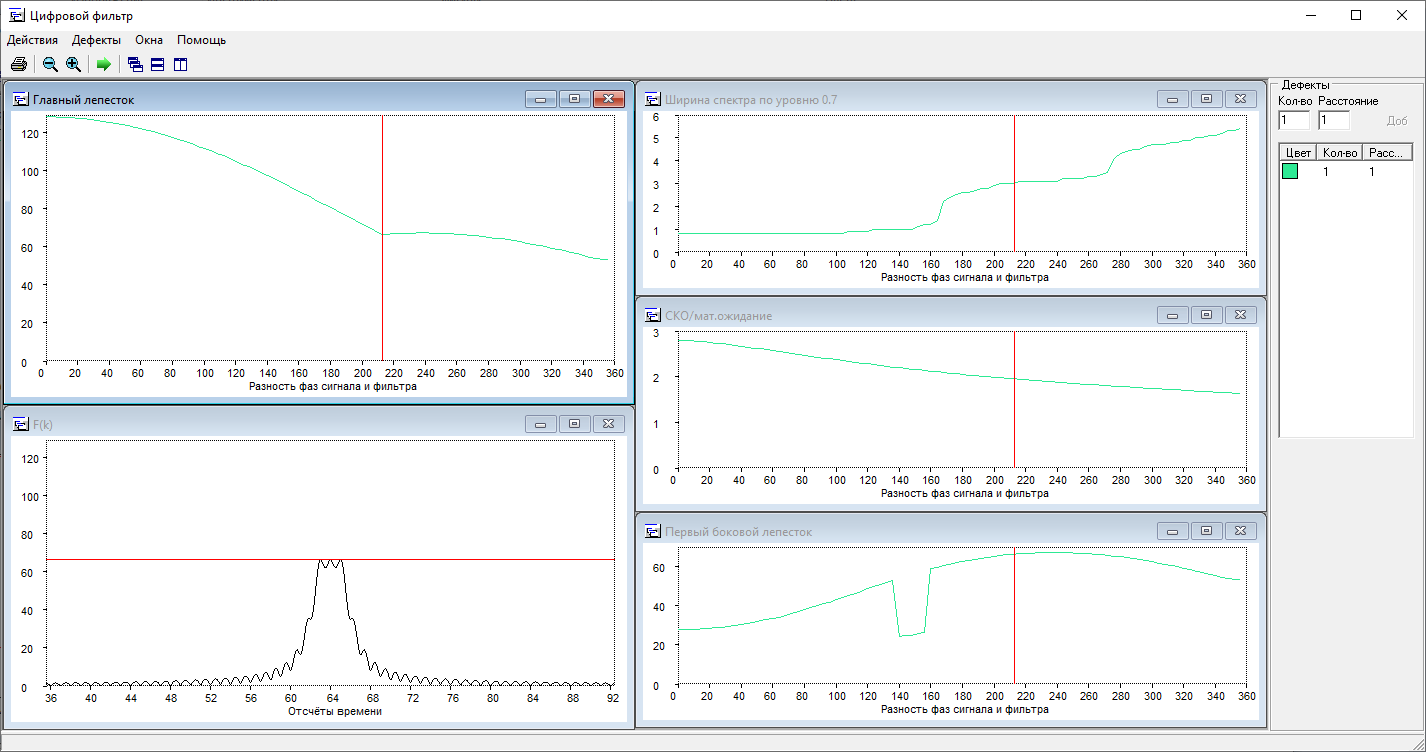 Цифровой фильтр
Действия Дефекты Окна Помощь
Главный лепесток
120
100
80
60
40
20
0
0 20 40 60 80 100 120 140 160 180 200 220 240 260 280 300 320 340 360
Разность фаз сигнала и фильтра
F(k)
120
100
80
60
40
20
0
36 40 44 48 52 56 60 64 68 72 76 80 84 88 92
Отсчёты времени
Ширина спектра по уровню 0.7
6
5
4
3
2
1
0
0 20 40 60 80 100 120 140 160 180 200 220 240 260 280 300 320 340 360
Разность фаз сигнала и фильтра
СКО/мат.ожидание
3
2
1
0
0 20 40 60 80 100 120 140 160 180 200 220 240 260 280 300 320 340 360
Разность фаз сигнала и фильтра
Первый боковой лепесток
60
40
20
0
0 20 40 60 80 100 120 140 160 180 200 220 240 260 280 300 320 340 360
Разность фаз сигнала и фильтра
Дефекты
Кол-во Расстояние
1 1 Доб
Цвет Кол-во Расс...
1 1